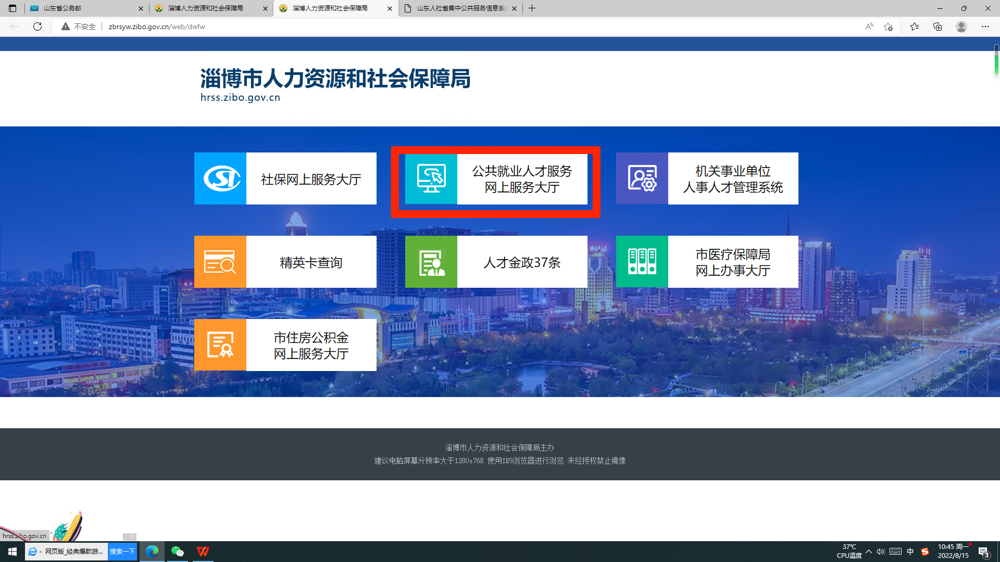 山东省公务邮
淄博人力资源和社会保障局
淄博人力资源和社会保障局
山东人社省集中公共服务信息系
不安全
zbrsyw.zibo.gov.cn/web/dwfw
淄博市人力资源和社会保障局
hrss.zibo.gov.cn
社保网上服务大厅
公共就业人才服务
网上服务大厅
机关事业单位
人事人才管理系统
精英卡查询
人才金政37条
市医疗保障局
网上办事大厅
市住房公积金
网上服务大厅
淄博市人力资源和社会保障局主办
建议电脑屏幕分辨率大于1280x768 使用IE9浏览器进行浏览 未经授权禁止镜像
hrss.zibo.gov.cn
广告
网页版_经典爆款游...
搜索一下
37℃
CPU温度
中
10:45 周一
2022/8/15
3